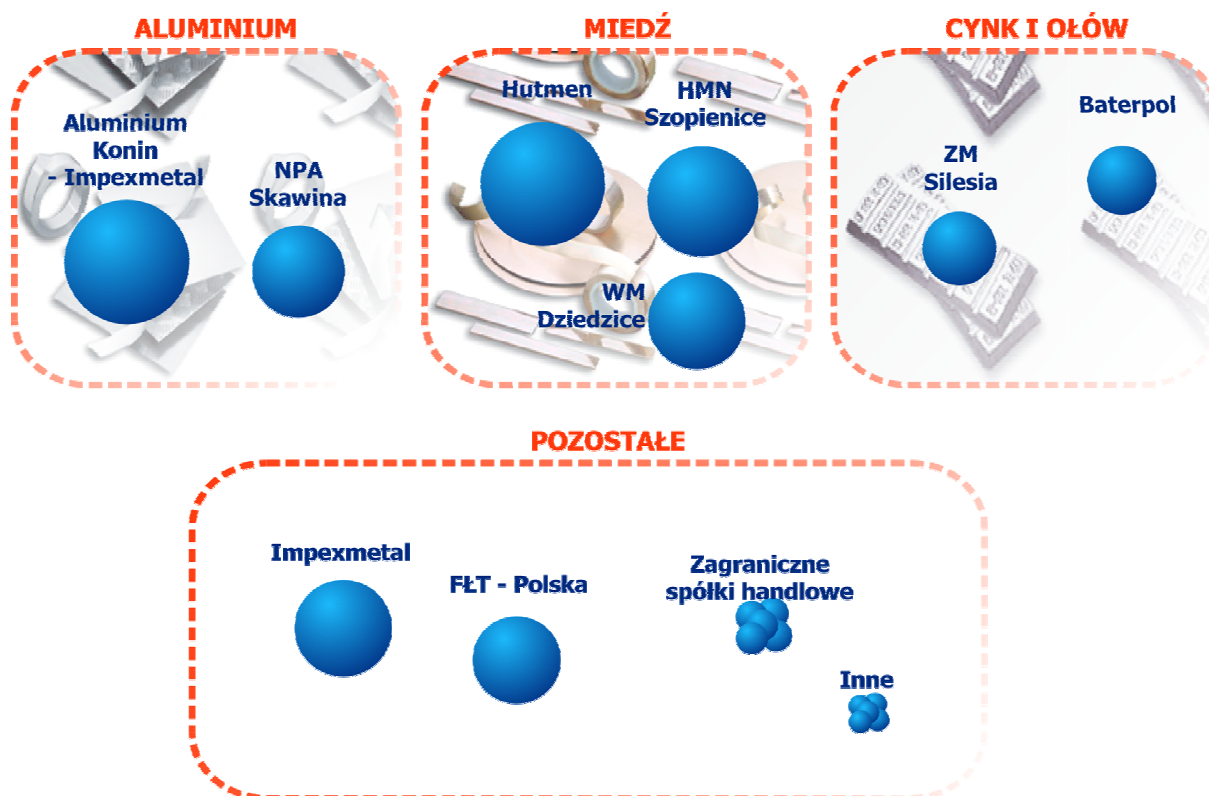 ALUMINIUM
Aluminium
Konin
- Impexmetal
NPA
Skawina
MIEDŹ
Hutmen
HMN
Szopienice
WM
Dziedzice
CYNK I OŁÓW
ZM
Silesia
Baterpol
POZOSTAŁE
Impexmetal
FŁT - Polska
Zagraniczne
spółki handlowe
Inne